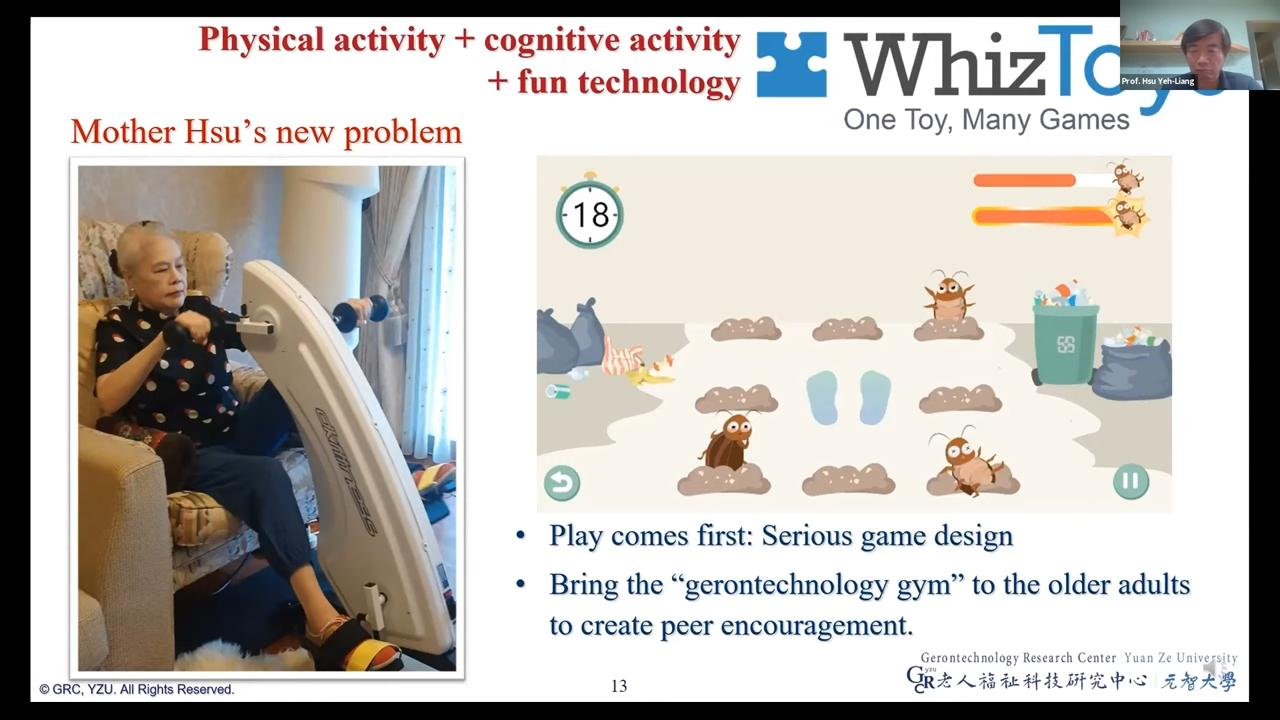 Physical activity + cognitive activity
+ fun technology
WhizToys
One Toy, Many Games
Prof. Hsu Yeh-Liang
Mother Hsu's new problem
18
• Play comes first: Serious game design
• Bring the “gerontechnology gym” to the older adults
to create peer encouragement.
Gerontechnology Research Center Yuan Ze University
GRC yzu 老人福祉科技研究中心 元智大學
© GRC, YZU. All Rights Reserved.
13